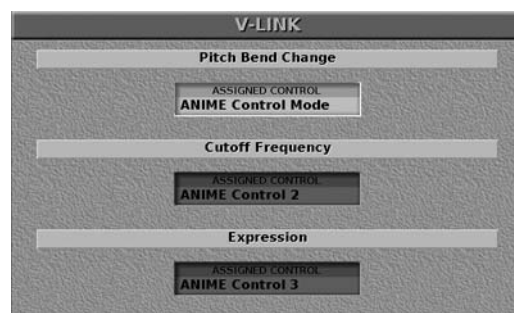 V-LINK
Pitch Bend Change
ASSIGNED CONTROL
ANIME Control Mode
Cutoff Frequency
ASSIGNED CONTROL
ANIME Control 2
Expression
ASSIGNED CONTROL
ANIME Control 3